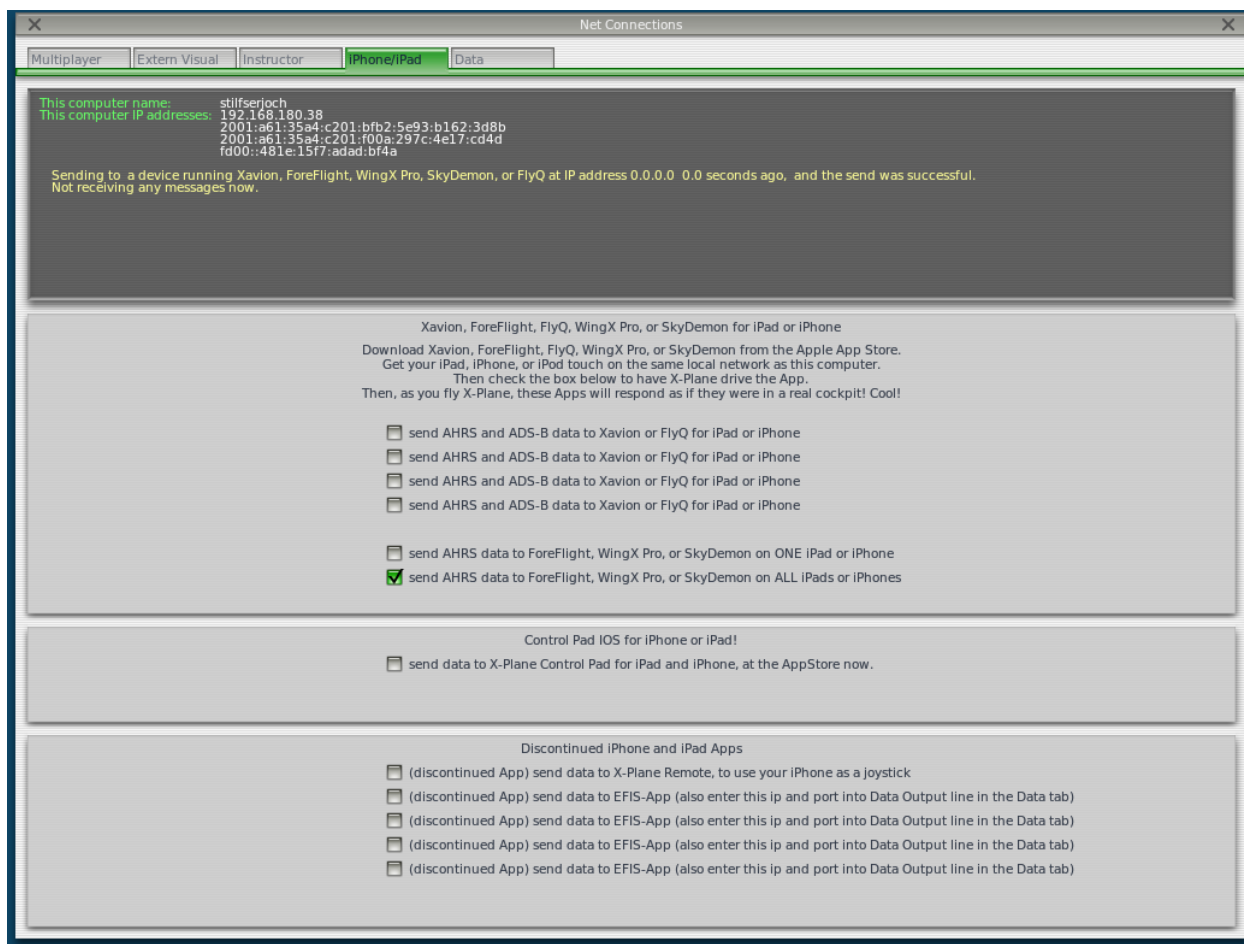 Net Connections
Multiplayer Extern Visual Instructor iPhone/iPad Data
This computer name: stilfserjoch
This computer IP addresses: 192.168.180.38
2001:a61:35a4:c201:bfb2:5e93:b162:3d8b
2001:a61:35a4:c201:f00a:297c:4e17:cd4d
fd00::481e:15f7:adad:bf4a
Sending to  a device running Xavion, ForeFlight, WingX Pro, SkyDemon, or FlyQ at IP address 0.0.0.0  0.0 seconds ago,  and the send was successful.
Not receiving any messages now.
Xavion, ForeFlight, FlyQ, WingX Pro, or SkyDemon for iPad or iPhone
Download Xavion, ForeFlight, FlyQ, WingX Pro, or SkyDemon from the Apple App Store.
Get your iPad, iPhone, or iPod touch on the same local network as this computer.
Then check the box below to have X-Plane drive the App.
Then, as you fly X-Plane, these Apps will respond as if they were in a real cockpit! Cool!
send AHRS and ADS-B data to Xavion or FlyQ for iPad or iPhone
send AHRS and ADS-B data to Xavion or FlyQ for iPad or iPhone
send AHRS and ADS-B data to Xavion or FlyQ for iPad or iPhone
send AHRS and ADS-B data to Xavion or FlyQ for iPad or iPhone
send AHRS data to ForeFlight, WingX Pro, or SkyDemon on ONE iPad or iPhone
send AHRS data to ForeFlight, WingX Pro, or SkyDemon on ALL iPads or iPhones
Control Pad IOS for iPhone or iPad!
send data to X-Plane Control Pad for iPad and iPhone, at the AppStore now.
Discontinued iPhone and iPad Apps
(discontinued App) send data to X-Plane Remote, to use your iPhone as a joystick
(discontinued App) send data to EFIS-App (also enter this ip and port into Data Output line in the Data tab)
(discontinued App) send data to EFIS-App (also enter this ip and port into Data Output line in the Data tab)
(discontinued App) send data to EFIS-App (also enter this ip and port into Data Output line in the Data tab)
(discontinued App) send data to EFIS-App (also enter this ip and port into Data Output line in the Data tab)